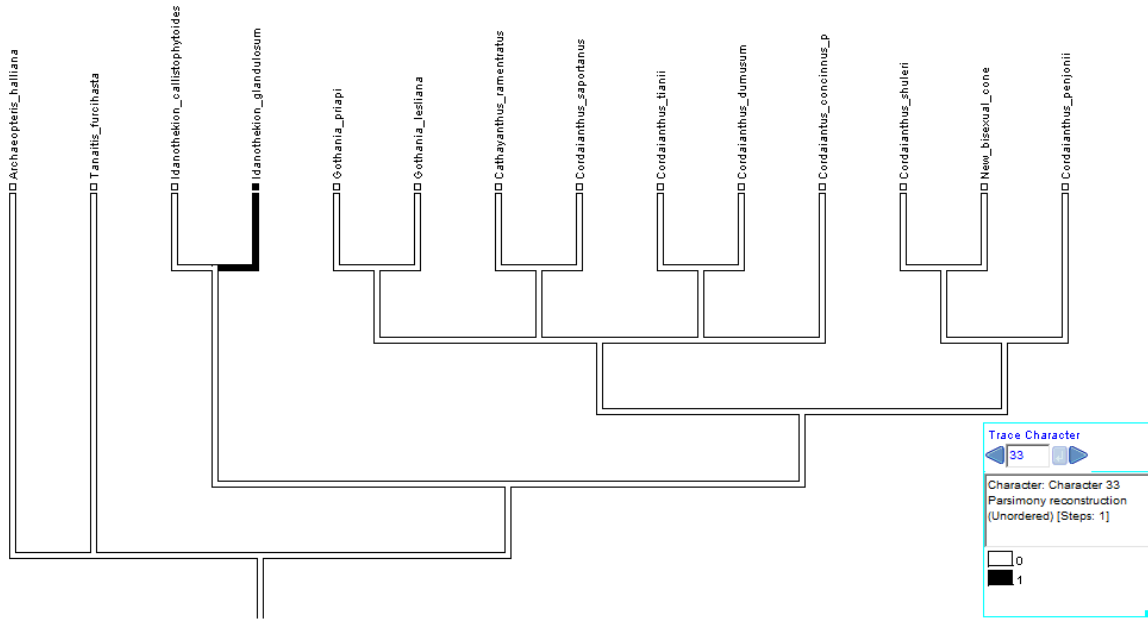 Archaeopteris_halliana
Tanaitis_furcihasta
Idanothekion_callistophytoides
Idanothekion_glandulosum
Gothania_priapi
Gothania_lesliana
Cathayanthus_ramentratus
Cordaianthus_saportanus
Cordaianthus_tianii
Cordaianthus_dumusum
Cordaiantus_concinnus_p
Cordaianthus_shuleri
New_bisexual_cone
Cordaianthus_penjonii
Trace Character
33
Character: Character 33
Parsimony reconstruction
(Unordered) [Steps: 1]
0
1